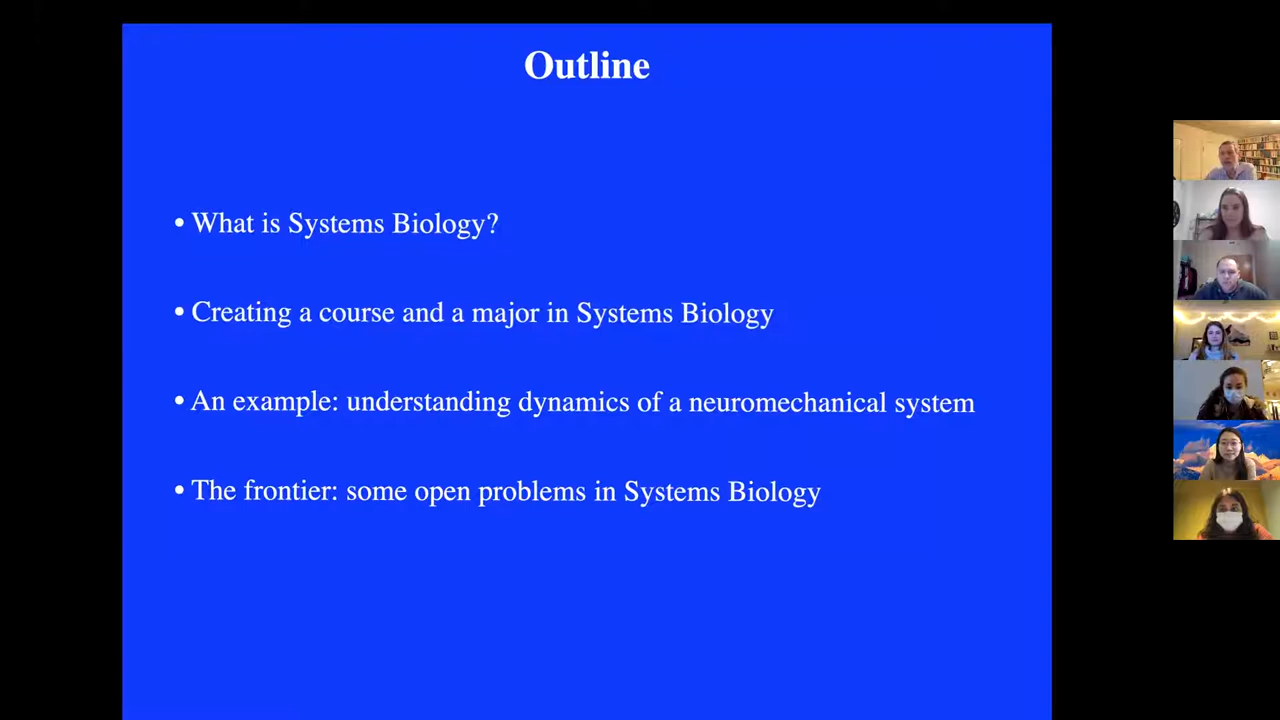 Outline
• What is Systems Biology?
• Creating a course and a major in Systems Biology
• An example: understanding dynamics of a neuromechanical system
• The frontier: some open problems in Systems Biology